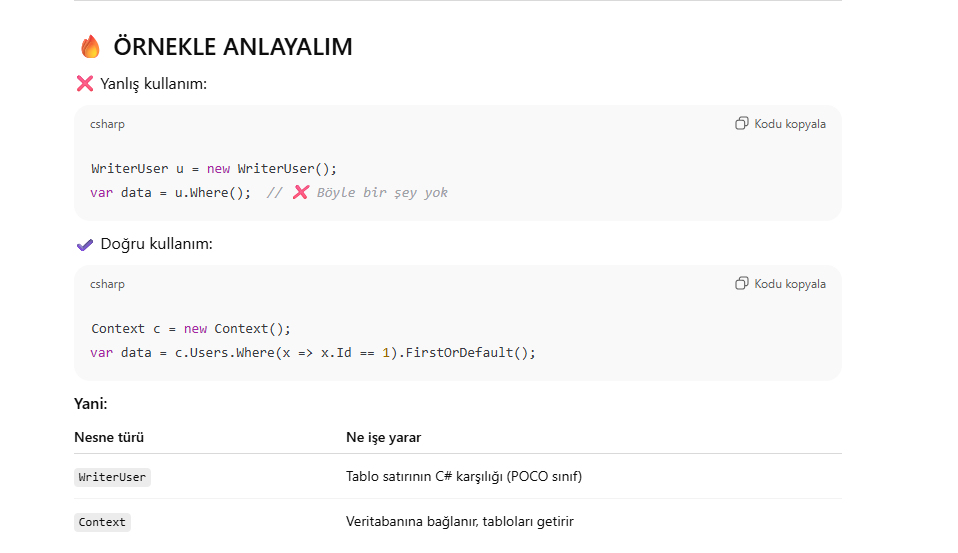 🔥 ÖRNEKLE ANLAYALIM
❌ Yanlış kullanım:
csharp
Kodu kopyala
WriterUser u = new WriterUser();
var data = u.Where();  // ❌ Böyle bir şey yok
✔ Doğru kullanım:
csharp
Kodu kopyala
Context c = new Context();
var data = c.Users.Where(x => x.Id == 1).FirstOrDefault();
Yani:
Nesne türü Ne işe yarar
WriterUser Tablo satırının C# karşılığı (POCO sınıf)
Context Veritabanına bağlanır, tabloları getirir